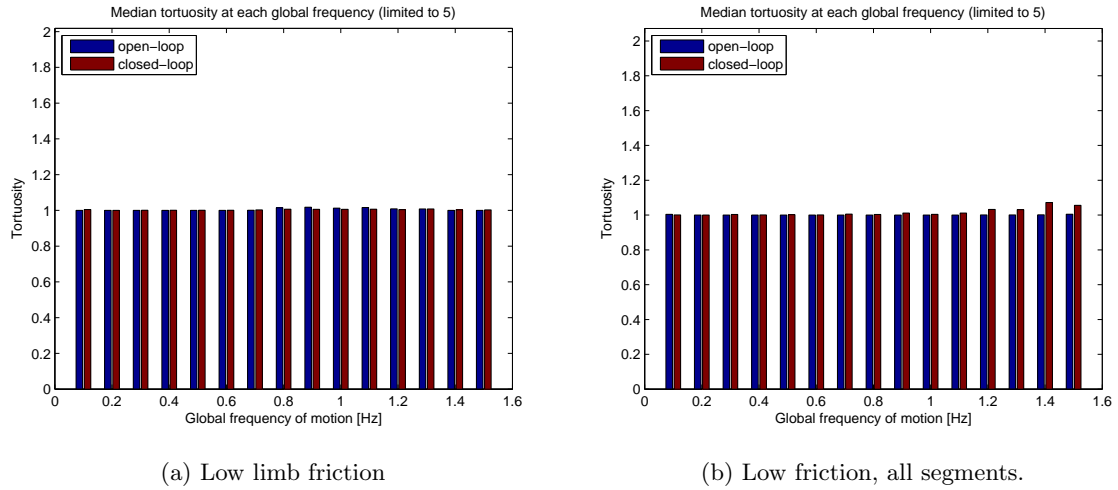 Median tortuosity at each global frequency (limited to 5)
open-loop
closed-loop
Tortuosity
2
1.8
1.6
1.4
1.2
1
0.8
0.6
0.4
0.2
0
0 0.2 0.4 0.6 0.8 1 1.2 1.4 1.6
Global frequency of motion [Hz]
(a) Low limb friction
Median tortuosity at each global frequency (limited to 5)
open-loop
closed-loop
Tortuosity
2
1.8
1.6
1.4
1.2
1
0.8
0.6
0.4
0.2
0
0 0.2 0.4 0.6 0.8 1 1.2 1.4 1.6
Global frequency of motion [Hz]
(b) Low friction, all segments.